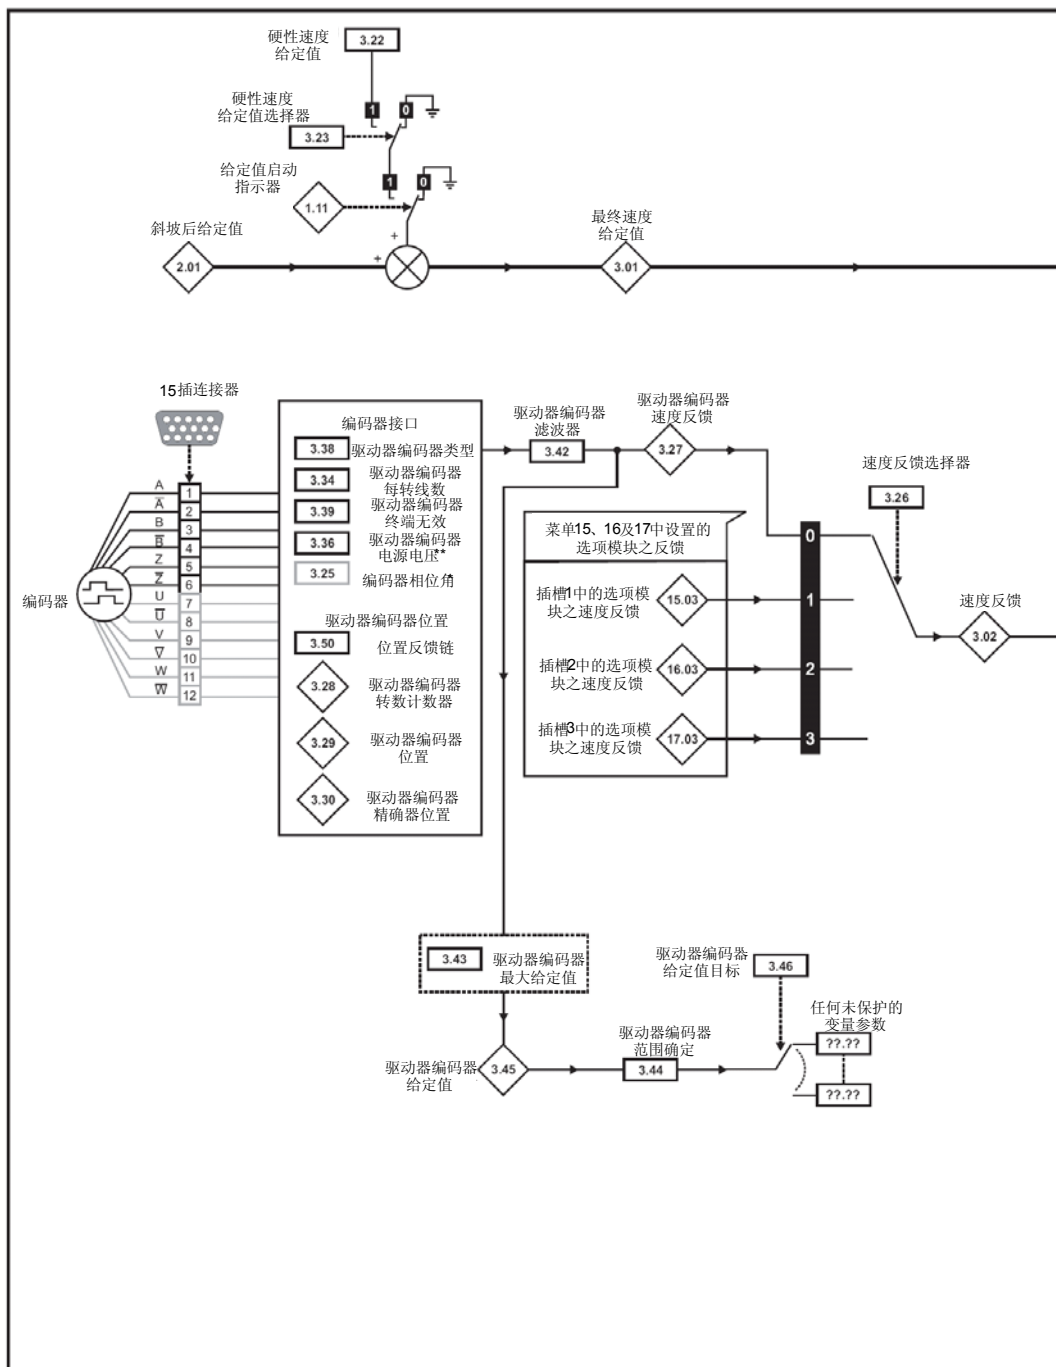 硬性速度
给定值
3.22
硬性速度
给定值选择器
3.23
1
0
给定值启动
指示器
1.11
1
0
斜坡后给定值
2.01
+
+
最终速度
给定值
3.01
15插连接器
编码器
A
A̅
B
B̅
Z
Z̅
U
U̅
V
V̅
W
W̅
1
2
3
4
5
6
7
8
9
10
11
12
编码器接口
3.38 驱动器编码器类型
3.34 驱动器编码器
每转线数
3.39 驱动器编码器
终端无效
3.36 驱动器编码器
电源电压**
3.25 编码器相位角*
驱动器编码器位置
3.50 位置反馈链
3.28 驱动器编码器
转数计数器
3.29 驱动器编码器
位置
3.30 驱动器编码器
精确器位置
驱动器编码器
滤波器
3.42
驱动器编码器
速度反馈
3.27
菜单15、16及17中设置的
选项模块之反馈
插槽1中的选项模
块之速度反馈
15.03
插槽2中的选项模
块之速度反馈
16.03
插槽3中的选项模
块之速度反馈
17.03
0
1
2
3
速度反馈选择器
3.26
速度反馈
3.02
3.43 驱动器编码器
最大给定值
驱动器编码器
给定值
3.45
驱动器编码器
范围确定
3.44
驱动器编码器
给定值目标
3.46
任何未保护的
变量参数
??.??
??.??